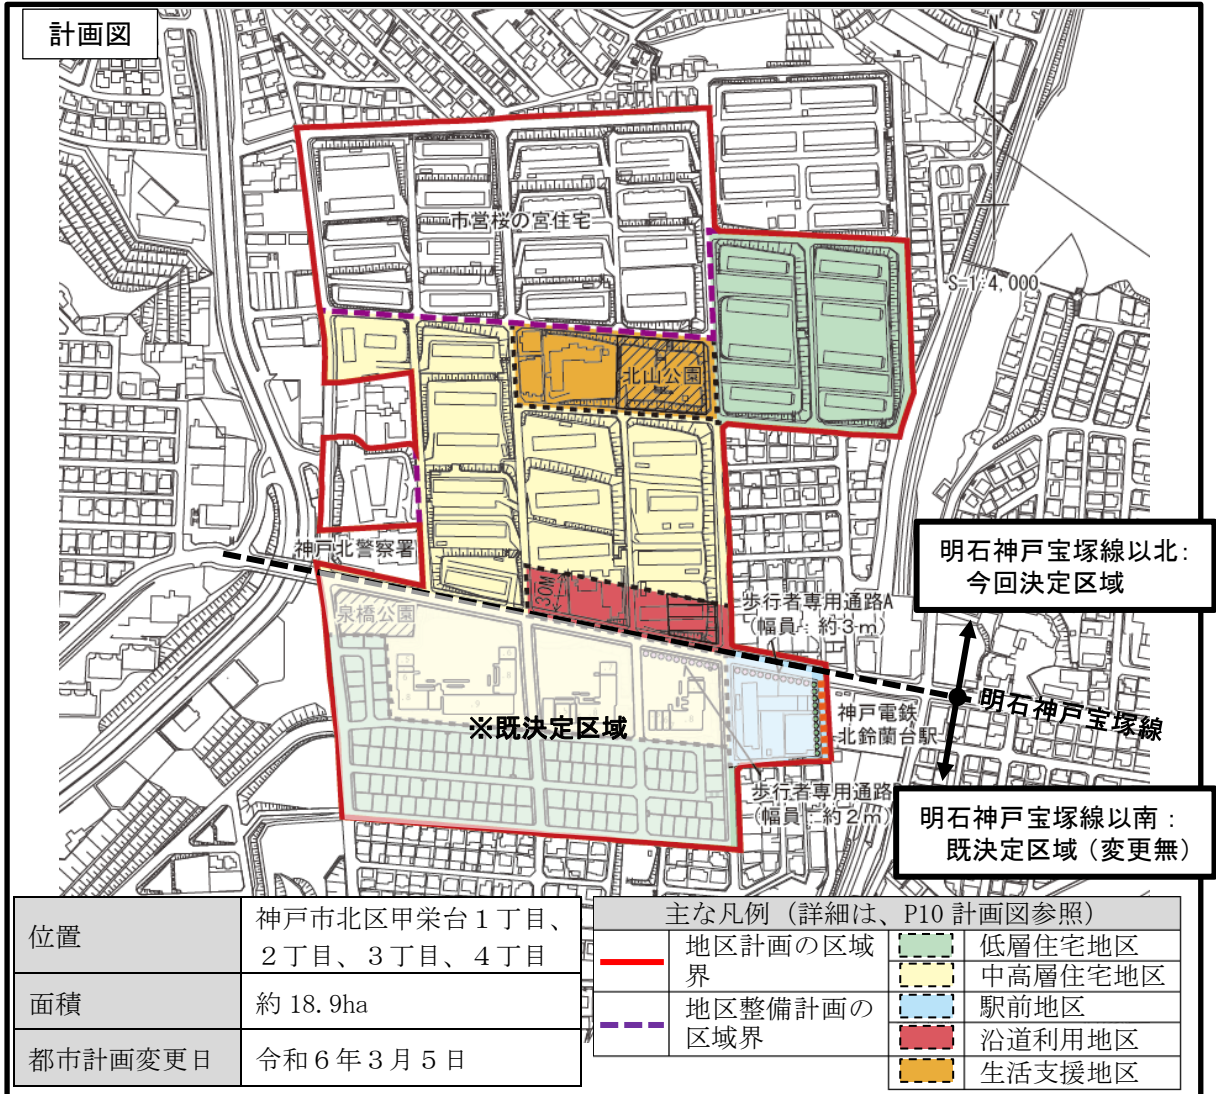 計画図
N
市営桜の宮住宅
S=1:4,000
北山公園
神戸北警察署
明石神戸宝塚線以北：
今回決定区域
30M
歩行者専用通路A
（幅員：約3m）
泉橋公園
明石神戸宝塚線
神戸電鉄
北鈴蘭台駅
※既決定区域
歩行者専用通路
（幅員：約2m）
明石神戸宝塚線以南：
既決定区域（変更無）
位置
神戸市北区甲栄台１丁目、
２丁目、３丁目、４丁目
面積
約 18.9ha
都市計画変更日
令和６年３月５日
主な凡例（詳細は、P10 計画図参照）
地区計画の区域
界
地区整備計画の
区域界
低層住宅地区
中高層住宅地区
駅前地区
沿道利用地区
生活支援地区